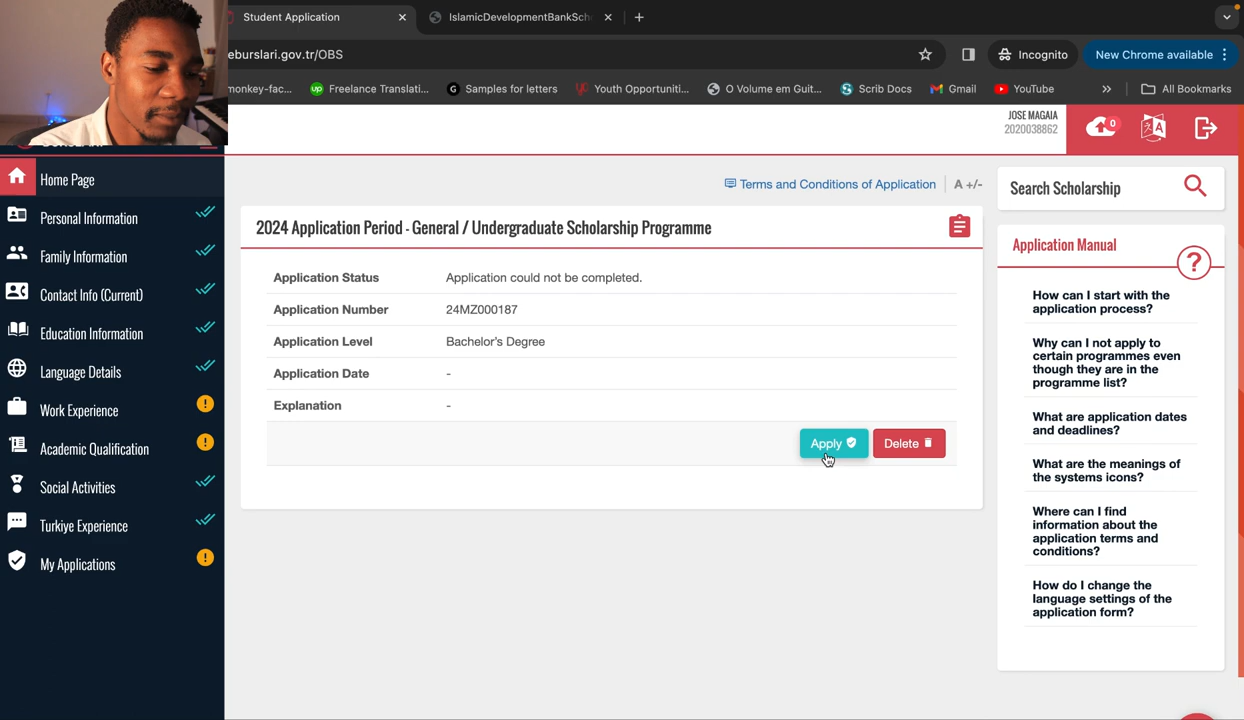 Student Application
IslamicDevelopmentBankSch
eburslari.gov.tr/OBS
Incognito
New Chrome available
monkey-fac...
Freelance Translati...
Samples for letters
Youth Opportuniti...
O Volume em Guit...
Scrib Docs
Gmail
YouTube
All Bookmarks
JOSE MAGAIA
2020038862
0
Home Page
Personal Information
Family Information
Contact Info (Current)
Education Information
Language Details
Work Experience
Academic Qualification
Social Activities
Turkiye Experience
My Applications
Terms and Conditions of Application
A +/-
2024 Application Period - General / Undergraduate Scholarship Programme
Application Status Application could not be completed.
Application Number 24MZ000187
Application Level Bachelor's Degree
Application Date -
Explanation -
Apply Delete
Search Scholarship
Application Manual
?
How can I start with the
application process?
Why can I not apply to
certain programmes even
though they are in the
programme list?
What are application dates
and deadlines?
What are the meanings of
the systems icons?
Where can I find
information about the
application terms and
conditions?
How do I change the
language settings of the
application form?